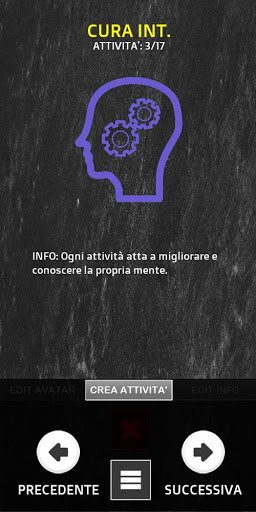 CURA INT.
ATTIVITA': 3/17
INFO: Ogni attività atta a migliorare e
conoscere la propria mente.
EDIT AVATAR CREA ATTIVITA' EDIT INFO
PRECEDENTE SUCCESSIVA